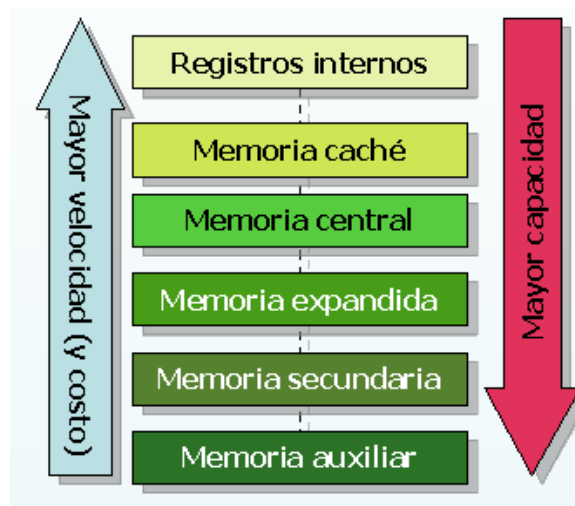 Mayor velocidad (y costo)
Registros internos
Memoria caché
Memoria central
Memoria expandida
Memoria secundaria
Memoria auxiliar
Mayor capacidad